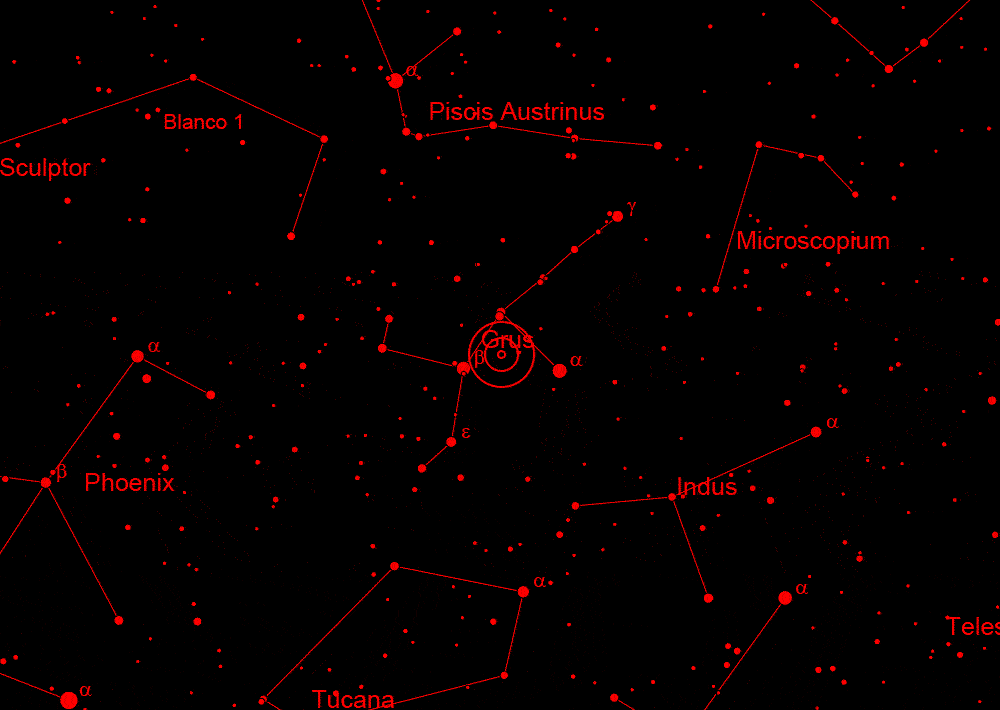 α
Pisois Austrinus
Blanco 1
Sculptor
γ
Microscopium
Grus
α
β
α
α
ε
β
Phoenix
Indus
α
α
Teles
α
Tucana